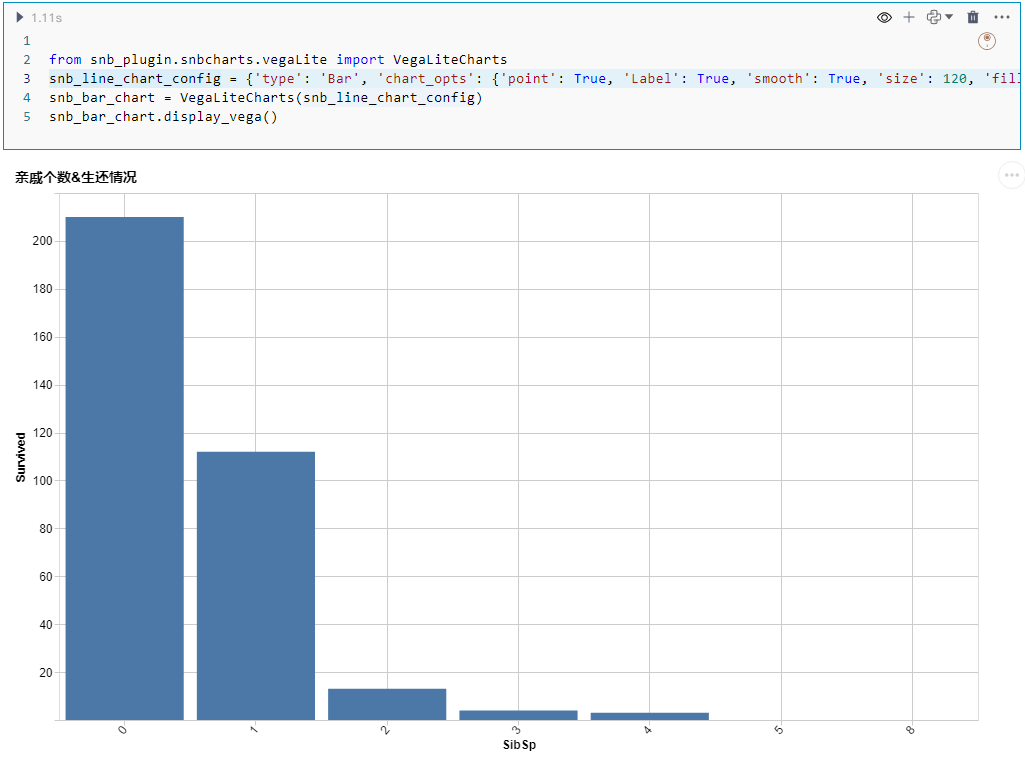 1.11s
1
2 from snb_plugin.snbcharts.vegaLite import VegaLiteCharts
3 snb_line_chart_config = {'type': 'Bar', 'chart_opts': {'point': True, 'Label': True, 'smooth': True, 'size': 120, 'fill
4 snb_bar_chart = VegaLiteCharts(snb_line_chart_config)
5 snb_bar_chart.display_vega()
亲戚个数&生还情况
200
180
160
140
120
100
80
60
40
20
Survived
0 1 2 3 4 5 8
SibSp